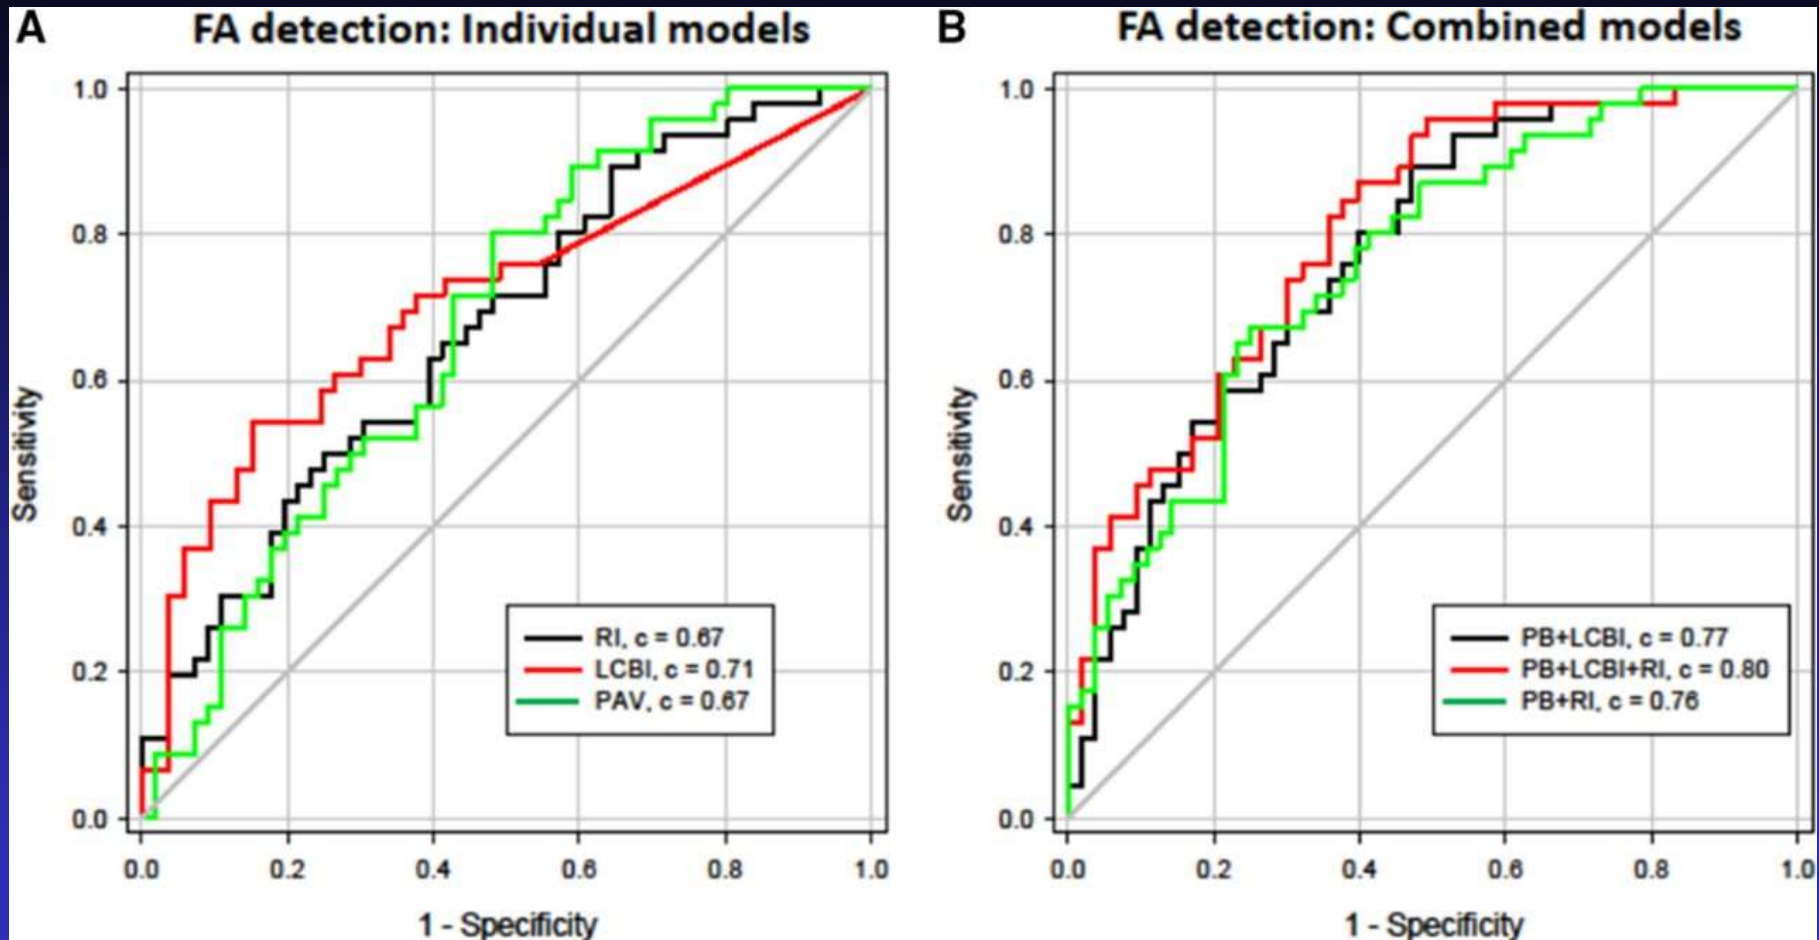 A
FA detection: Individual models
1.0
0.8
0.6
0.4
0.2
0.0
Sensitivity
RI, c = 0.67
LCBI, c = 0.71
PAV, c = 0.67
0.0 0.2 0.4 0.6 0.8 1.0
1 - Specificity
B
FA detection: Combined models
1.0
0.8
0.6
0.4
0.2
0.0
Sensitivity
PB+LCBI, c = 0.77
PB+LCBI+RI, c = 0.80
PB+RI, c = 0.76
0.0 0.2 0.4 0.6 0.8 1.0
1 - Specificity